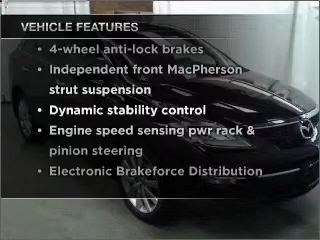 VEHICLE FEATURES
• 4-wheel anti-lock brakes
• Independent front MacPherson
strut suspension
• Dynamic stability control
• Engine speed sensing pwr rack &
pinion steering
• Electronic Brakeforce Distribution